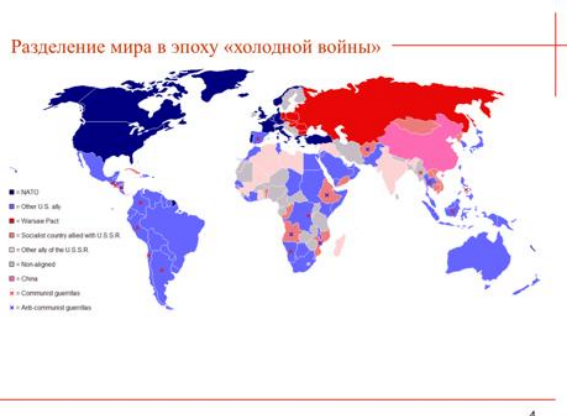 Разделение мира в эпоху «холодной войны»
= NATO
= Other U.S. ally
= Warsaw Pact
= Socialist country allied with U.S.S.R.
= Other ally of the U.S.S.R.
= Non-aligned
= China
= Communist guerrillas
= Anti-communist guerrillas
4